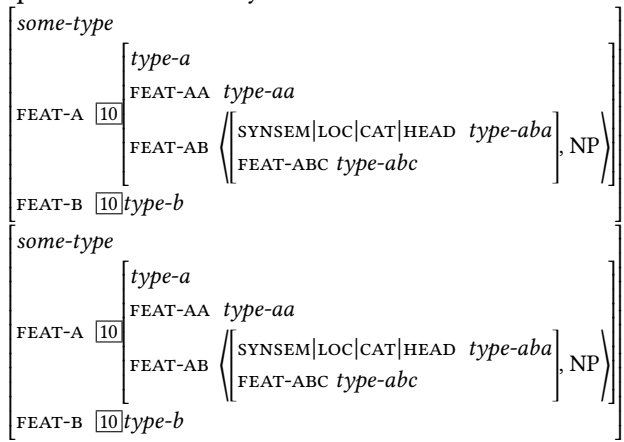 some-type
type-a
FEAT-AA type-aa
FEAT-A 10
SYNSEM|LOC|CAT|HEAD type-aba
FEAT-AB ⟨ , NP⟩
FEAT-ABC type-abc
FEAT-B 10 type-b
some-type
type-a
FEAT-AA type-aa
FEAT-A 10
SYNSEM|LOC|CAT|HEAD type-aba
FEAT-AB ⟨ , NP⟩
FEAT-ABC type-abc
FEAT-B 10 type-b